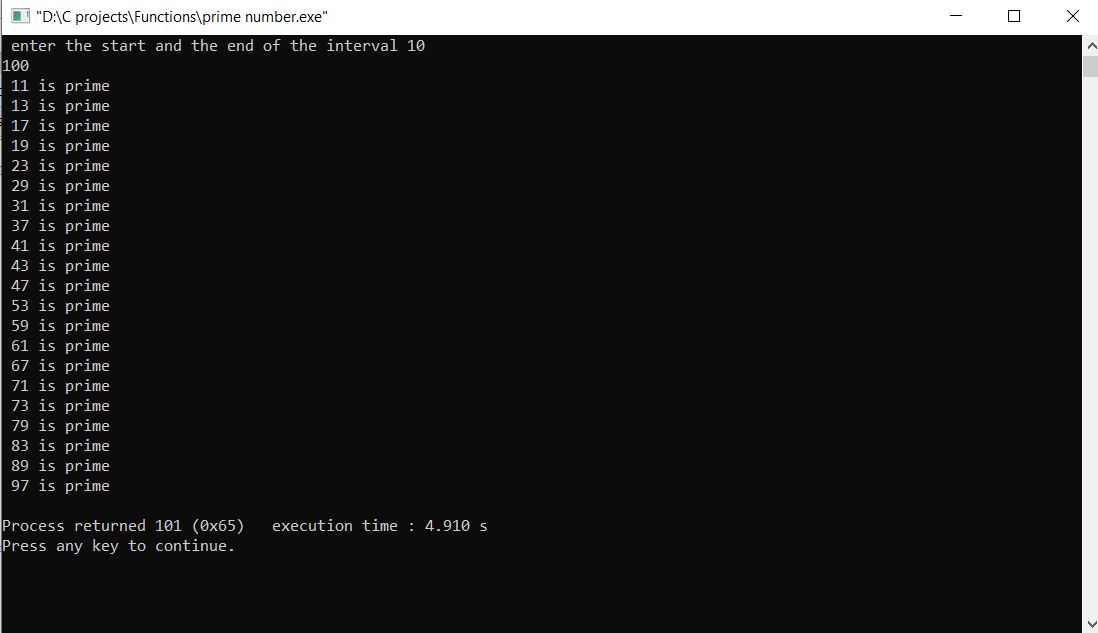 "D:\C projects\Functions\prime number.exe"
enter the start and the end of the interval 10
100
11 is prime
13 is prime
17 is prime
19 is prime
23 is prime
29 is prime
31 is prime
37 is prime
41 is prime
43 is prime
47 is prime
53 is prime
59 is prime
61 is prime
67 is prime
71 is prime
73 is prime
79 is prime
83 is prime
89 is prime
97 is prime
Process returned 101 (0x65)   execution time : 4.910 s
Press any key to continue.